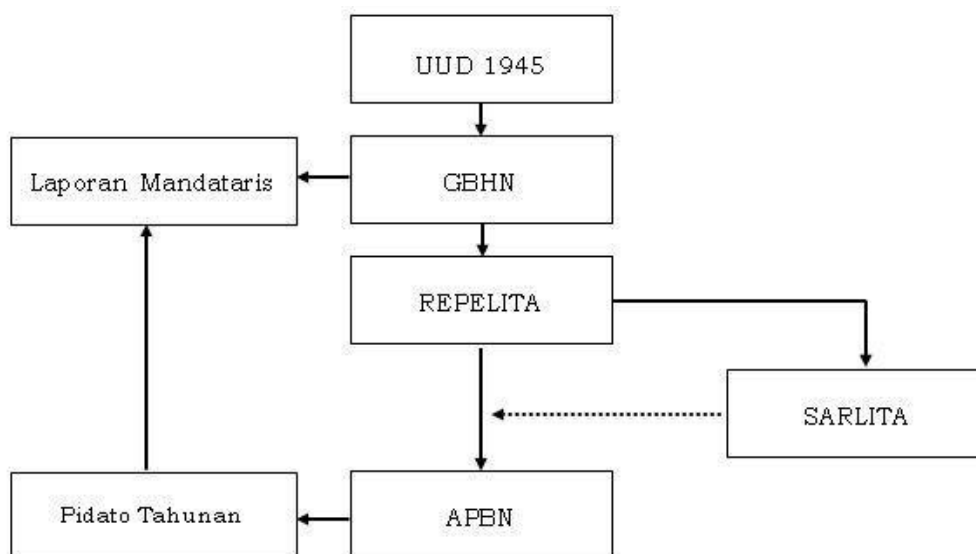 UUD 1945
Laporan Mandataris
GBHN
REPELITA
SARLITA
Pidato Tahunan
APBN